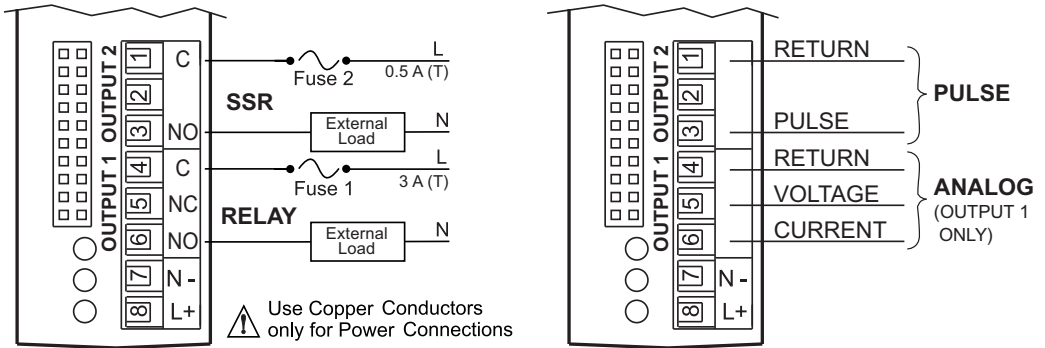 OUTPUT 2
OUTPUT 1
1
2
3
4
5
6
7
8
C
NO
C
NC
NO
N -
L+
SSR
RELAY
L
0.5 A (T)
Fuse 2
External
Load
N
L
3 A (T)
Fuse 1
External
Load
N
Use Copper Conductors
only for Power Connections
OUTPUT 2
OUTPUT 1
1
2
3
4
5
6
7
8
N -
L+
RETURN
PULSE
PULSE
RETURN
VOLTAGE
CURRENT
ANALOG
(OUTPUT 1
ONLY)